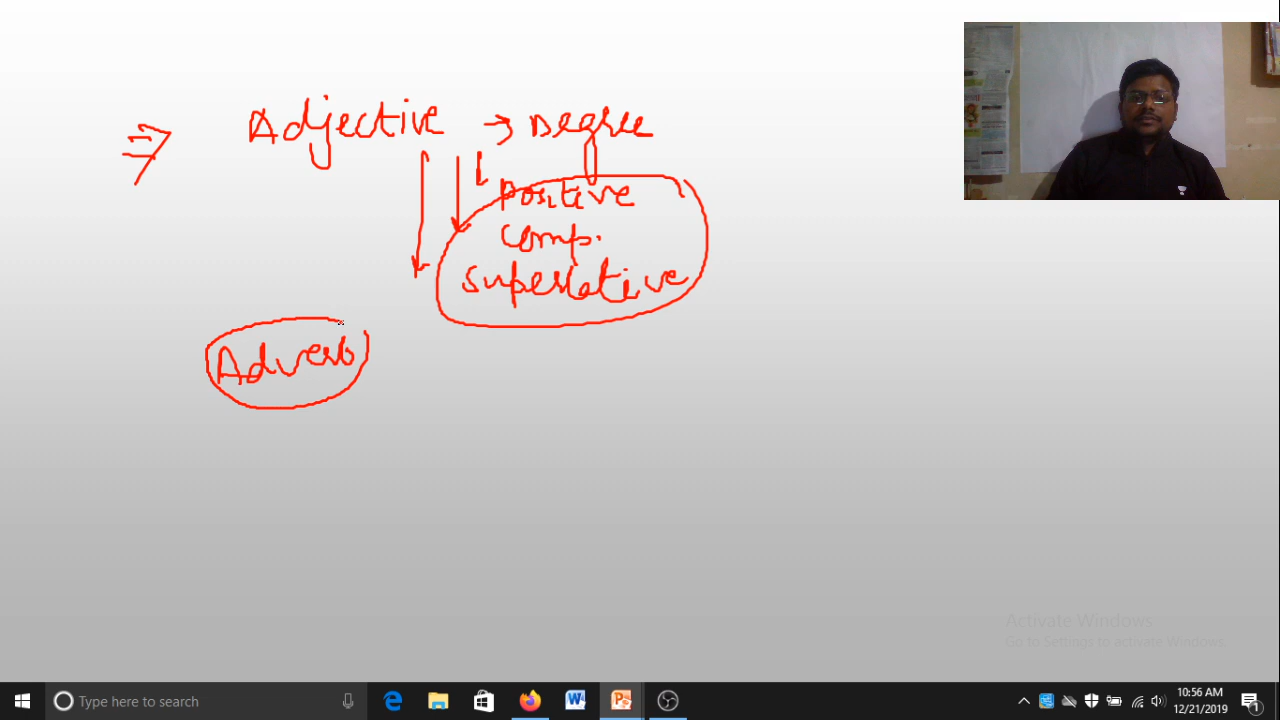 Adjective → Degree
Positive
Comp.
Superlative
Adverb
Activate Windows
Go to Settings to activate Windows.
Type here to search
10:56 AM
12/21/2019